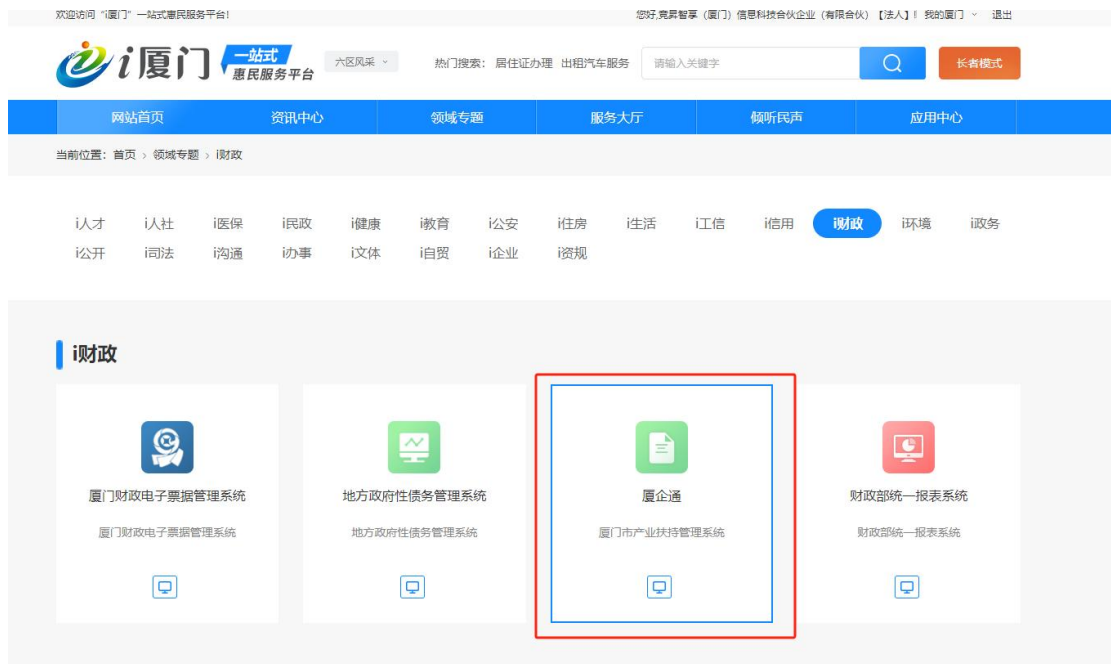 欢迎访问“i厦门”一站式惠民服务平台!
您好,竞昇智享（厦门）信息科技合伙企业（有限合伙）【法人】! 我的厦门 退出
i厦门 一站式 惠民服务平台
六区风采
热门搜索： 居住证办理 出租汽车服务
请输入关键字
长者模式
网站首页 资讯中心 领域专题 服务大厅 倾听民声 应用中心
当前位置：首页 > 领域专题 > i财政
i人才 i人社 i医保 i民政 i健康 i教育 i公安 i住房 i生活 i工信 i信用 i财政 i环境 i政务
i公开 i司法 i沟通 i办事 i文体 i自贸 i企业 i资规
i财政
厦门财政电子票据管理系统 地方政府性债务管理系统 厦企通 财政部统一报表系统
厦门财政电子票据管理系统 地方政府性债务管理系统 厦门市产业扶持管理系统 财政部统一报表系统